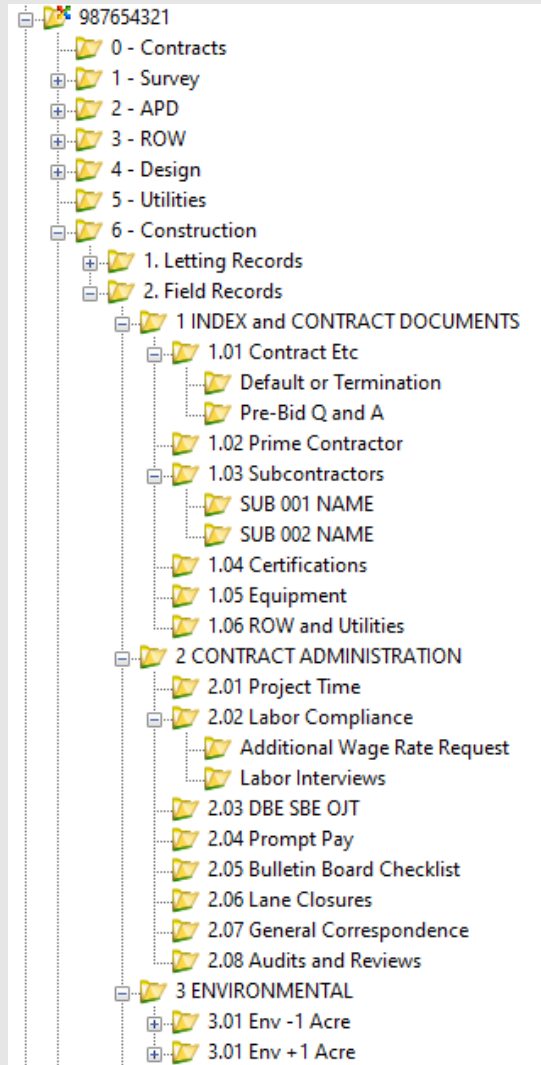 987654321
0 - Contracts
1 - Survey
2 - APD
3 - ROW
4 - Design
5 - Utilities
6 - Construction
1. Letting Records
2. Field Records
1 INDEX and CONTRACT DOCUMENTS
1.01 Contract Etc
Default or Termination
Pre-Bid Q and A
1.02 Prime Contractor
1.03 Subcontractors
SUB 001 NAME
SUB 002 NAME
1.04 Certifications
1.05 Equipment
1.06 ROW and Utilities
2 CONTRACT ADMINISTRATION
2.01 Project Time
2.02 Labor Compliance
Additional Wage Rate Request
Labor Interviews
2.03 DBE SBE OJT
2.04 Prompt Pay
2.05 Bulletin Board Checklist
2.06 Lane Closures
2.07 General Correspondence
2.08 Audits and Reviews
3 ENVIRONMENTAL
3.01 Env -1 Acre
3.01 Env +1 Acre